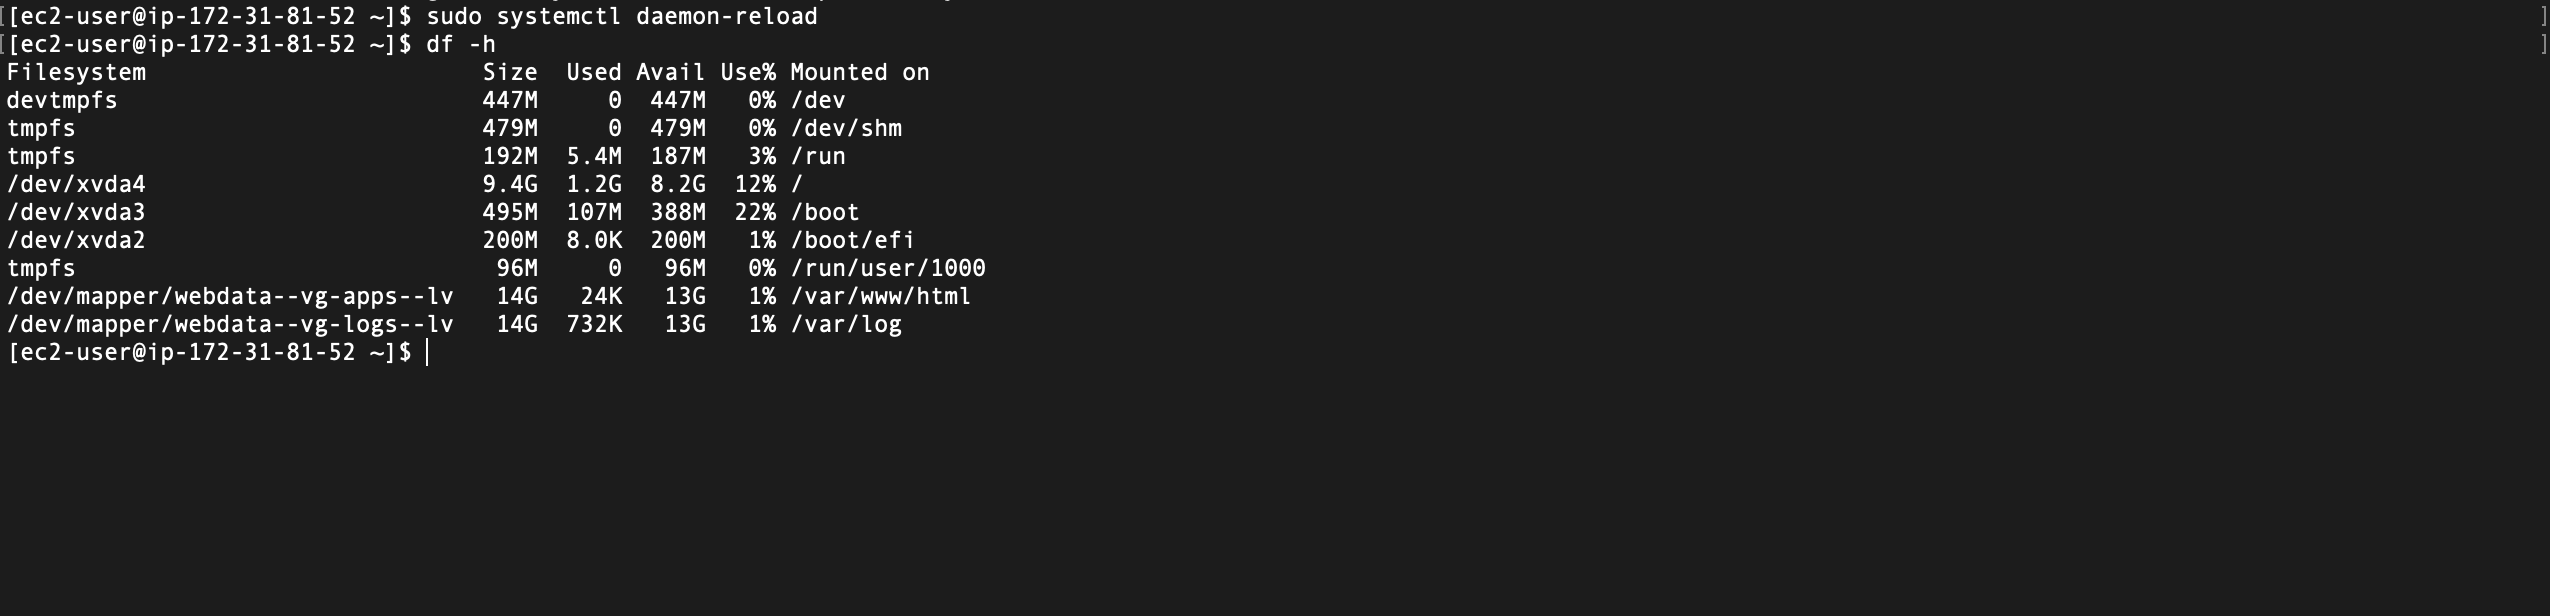 [[ec2-user@ip-172-31-81-52 ~]$ sudo systemctl daemon-reload ]
[[ec2-user@ip-172-31-81-52 ~]$ df -h ]
Filesystem                        Size  Used Avail Use% Mounted on
devtmpfs                          447M     0  447M   0% /dev
tmpfs                             479M     0  479M   0% /dev/shm
tmpfs                             192M  5.4M  187M   3% /run
/dev/xvda4                        9.4G  1.2G  8.2G  12% /
/dev/xvda3                        495M  107M  388M  22% /boot
/dev/xvda2                        200M  8.0K  200M   1% /boot/efi
tmpfs                              96M     0   96M   0% /run/user/1000
/dev/mapper/webdata--vg-apps--lv   14G   24K   13G   1% /var/www/html
/dev/mapper/webdata--vg-logs--lv   14G  732K   13G   1% /var/log
[ec2-user@ip-172-31-81-52 ~]$